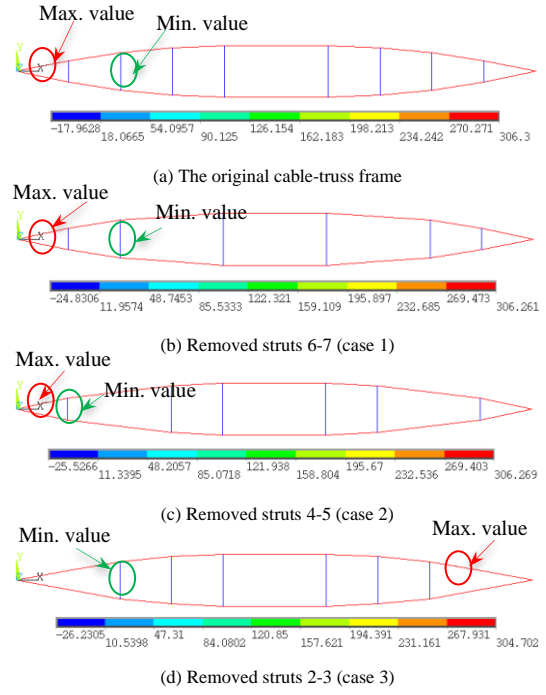 Max. value
Min. value
Y
X
-17.9628 54.0957 126.154 198.213 270.271
18.0665 90.125 162.183 234.242 306.3
(a) The original cable-truss frame
Max. value
Min. value
Y
X
-24.8306 48.7453 122.321 195.897 269.473
11.9574 85.5333 159.109 232.685 306.261
(b) Removed struts 6-7 (case 1)
Max. value
Min. value
Y
X
-25.5266 48.2057 121.938 195.67 269.403
11.3395 85.0718 158.804 232.536 306.269
(c) Removed struts 4-5 (case 2)
Min. value
Max. value
Y
X
-26.2305 47.31 120.85 194.391 267.931
10.5398 84.0802 157.621 231.161 304.702
(d) Removed struts 2-3 (case 3)